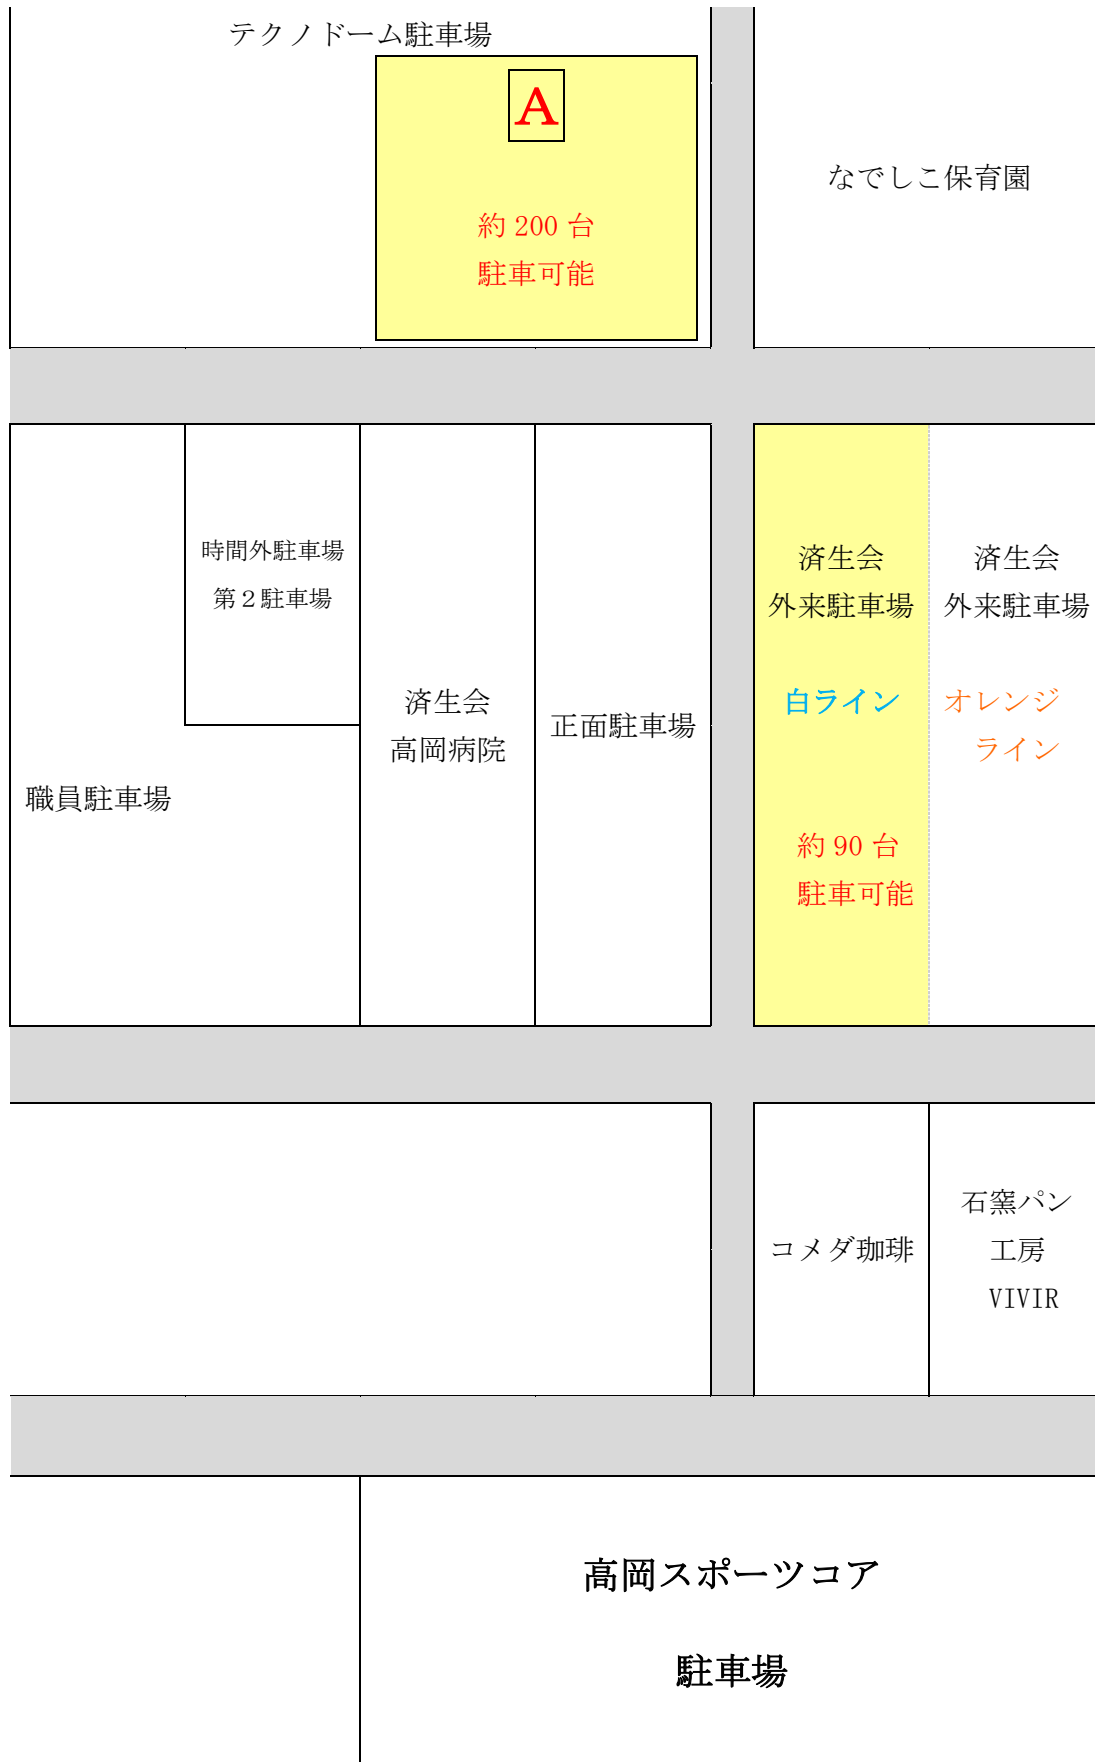 テクノドーム駐車場
A
約 200 台
駐車可能
なでしこ保育園
職員駐車場
時間外駐車場
第２駐車場
済生会
高岡病院
正面駐車場
済生会
外来駐車場
白ライン
約 90 台
駐車可能
済生会
外来駐車場
オレンジ
ライン
コメダ珈琲
石窯パン
工房
VIVIR
高岡スポーツコア
駐車場